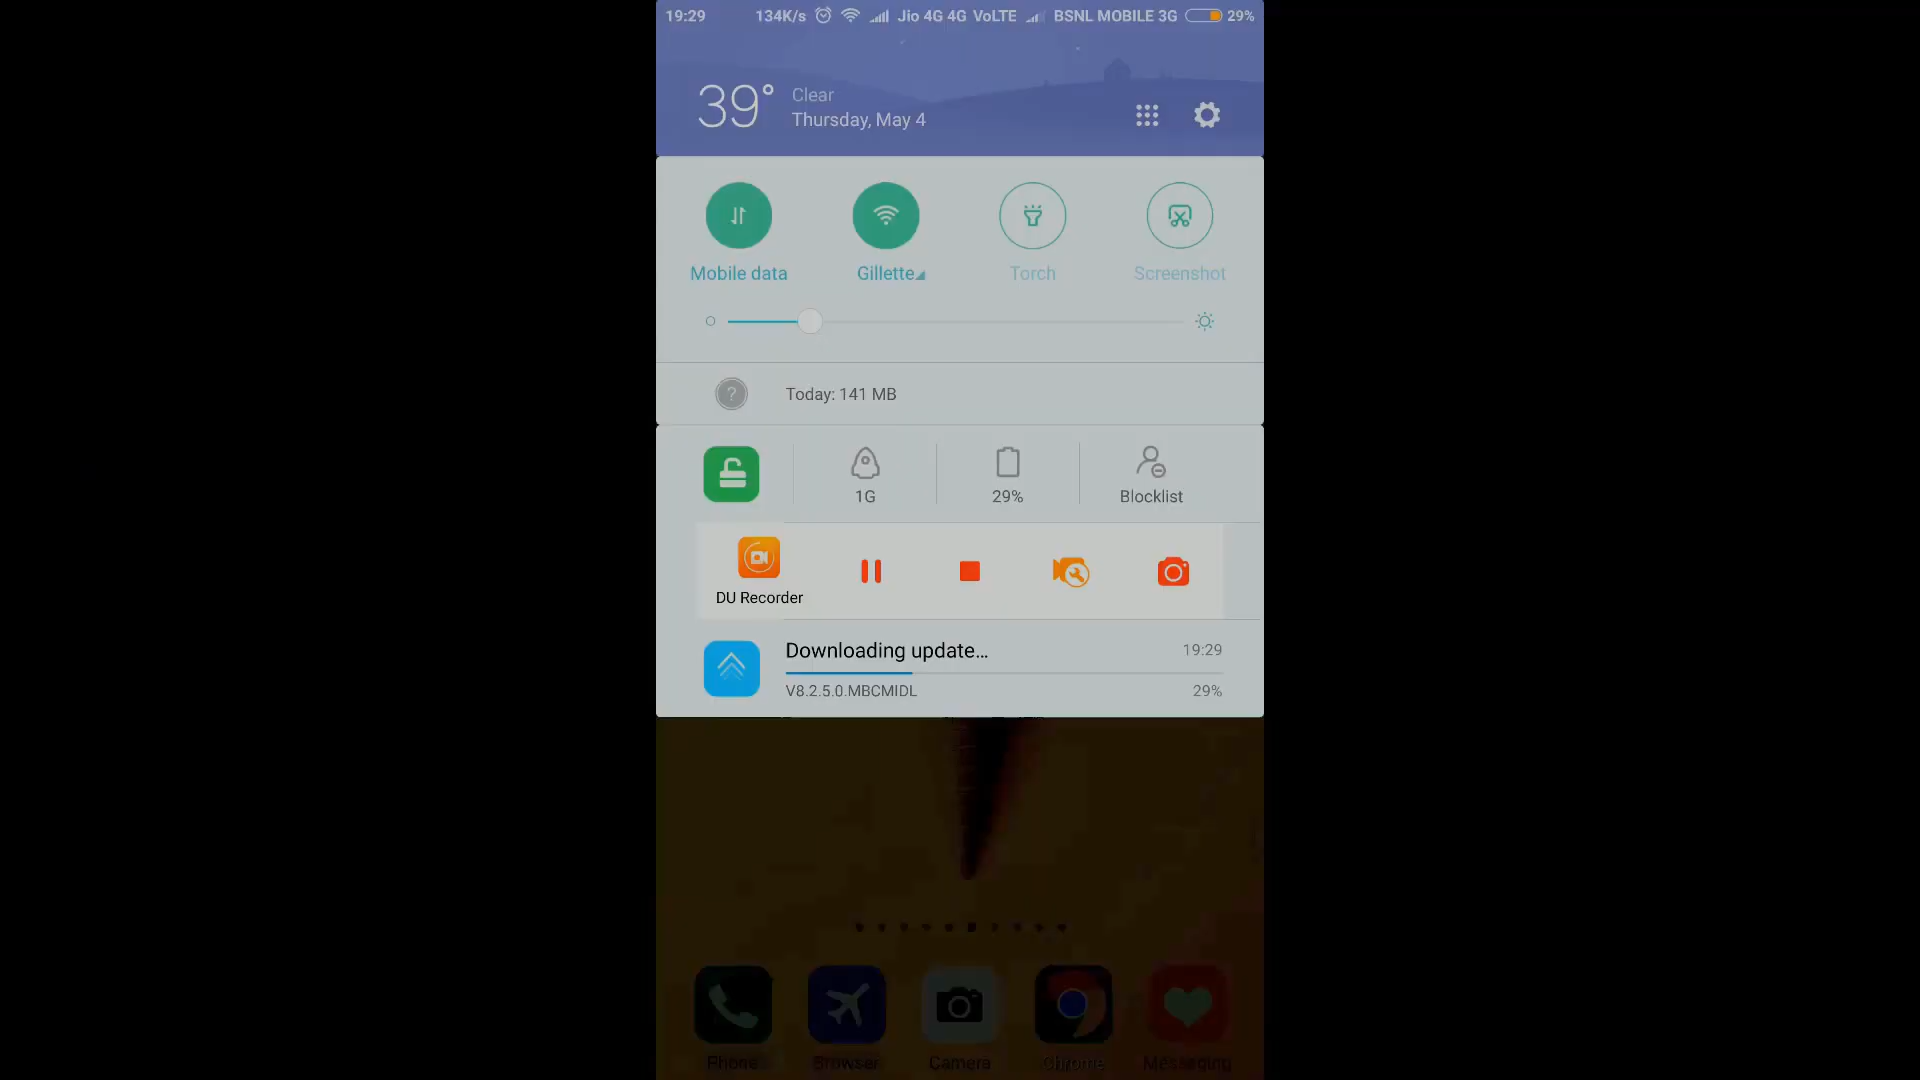 19:29 134K/s Jio 4G 4G VoLTE BSNL MOBILE 3G 29%
39° Clear
Thursday, May 4
Mobile data Gillette Torch Screenshot
? Today: 141 MB
1G 29% Blocklist
DU Recorder
Downloading update... 19:29
V8.2.5.0.MBCMIDL 29%
Phone Browser Camera Chrome Messaging